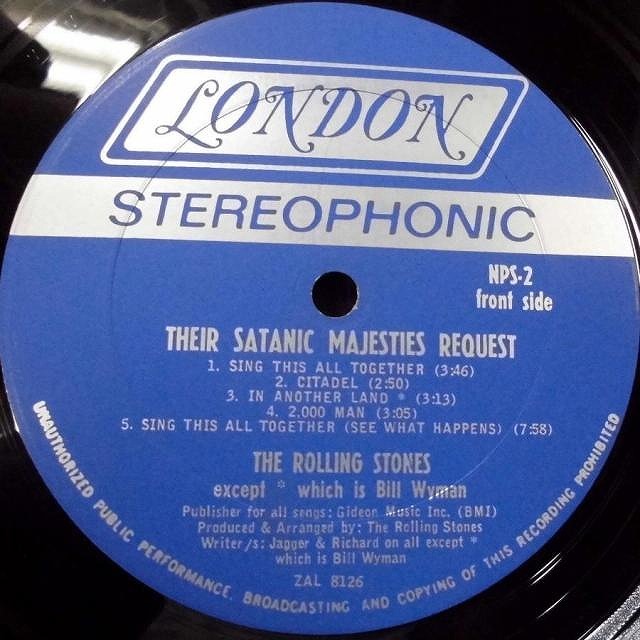 LONDON
STEREOPHONIC
NPS-2
front side
THEIR SATANIC MAJESTIES REQUEST
1. SING THIS ALL TOGETHER (3:46)
2. CITADEL (2:50)
3. IN ANOTHER LAND * (3:13)
4. 2,000 MAN (3:05)
5. SING THIS ALL TOGETHER (SEE WHAT HAPPENS) (7:58)
THE ROLLING STONES
except * which is Bill Wyman
Publisher for all songs: Gideon Music Inc. (BMI)
Produced & Arranged by: The Rolling Stones
Writer/s: Jagger & Richard on all except *
which is Bill Wyman
ZAL 8126
UNAUTHORIZED PUBLIC PERFORMANCE, BROADCASTING AND COPYING OF THIS RECORDING PROHIBITED